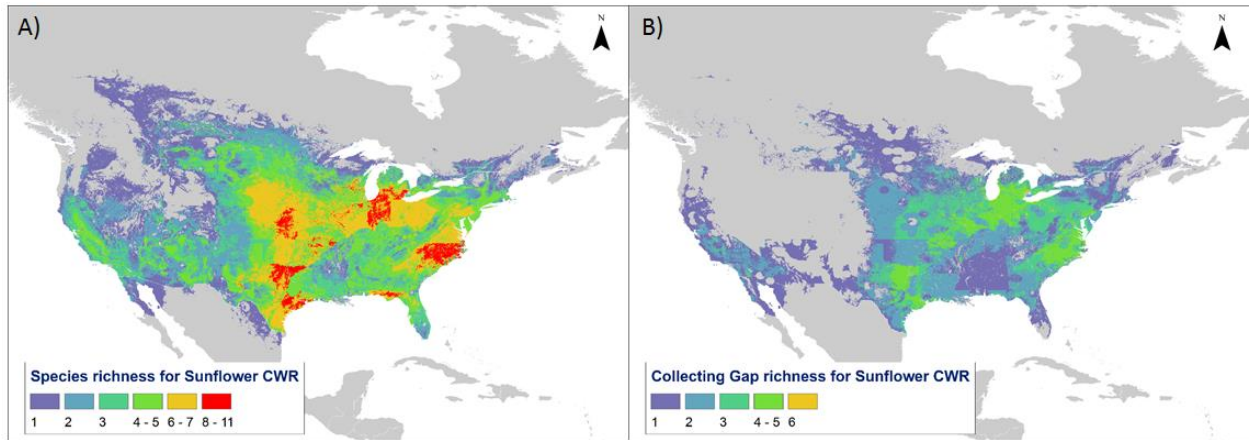 A)
N
Species richness for Sunflower CWR
1 2 3 4 - 5 6 - 7 8 - 11
B)
N
Collecting Gap richness for Sunflower CWR
1 2 3 4 - 5 6